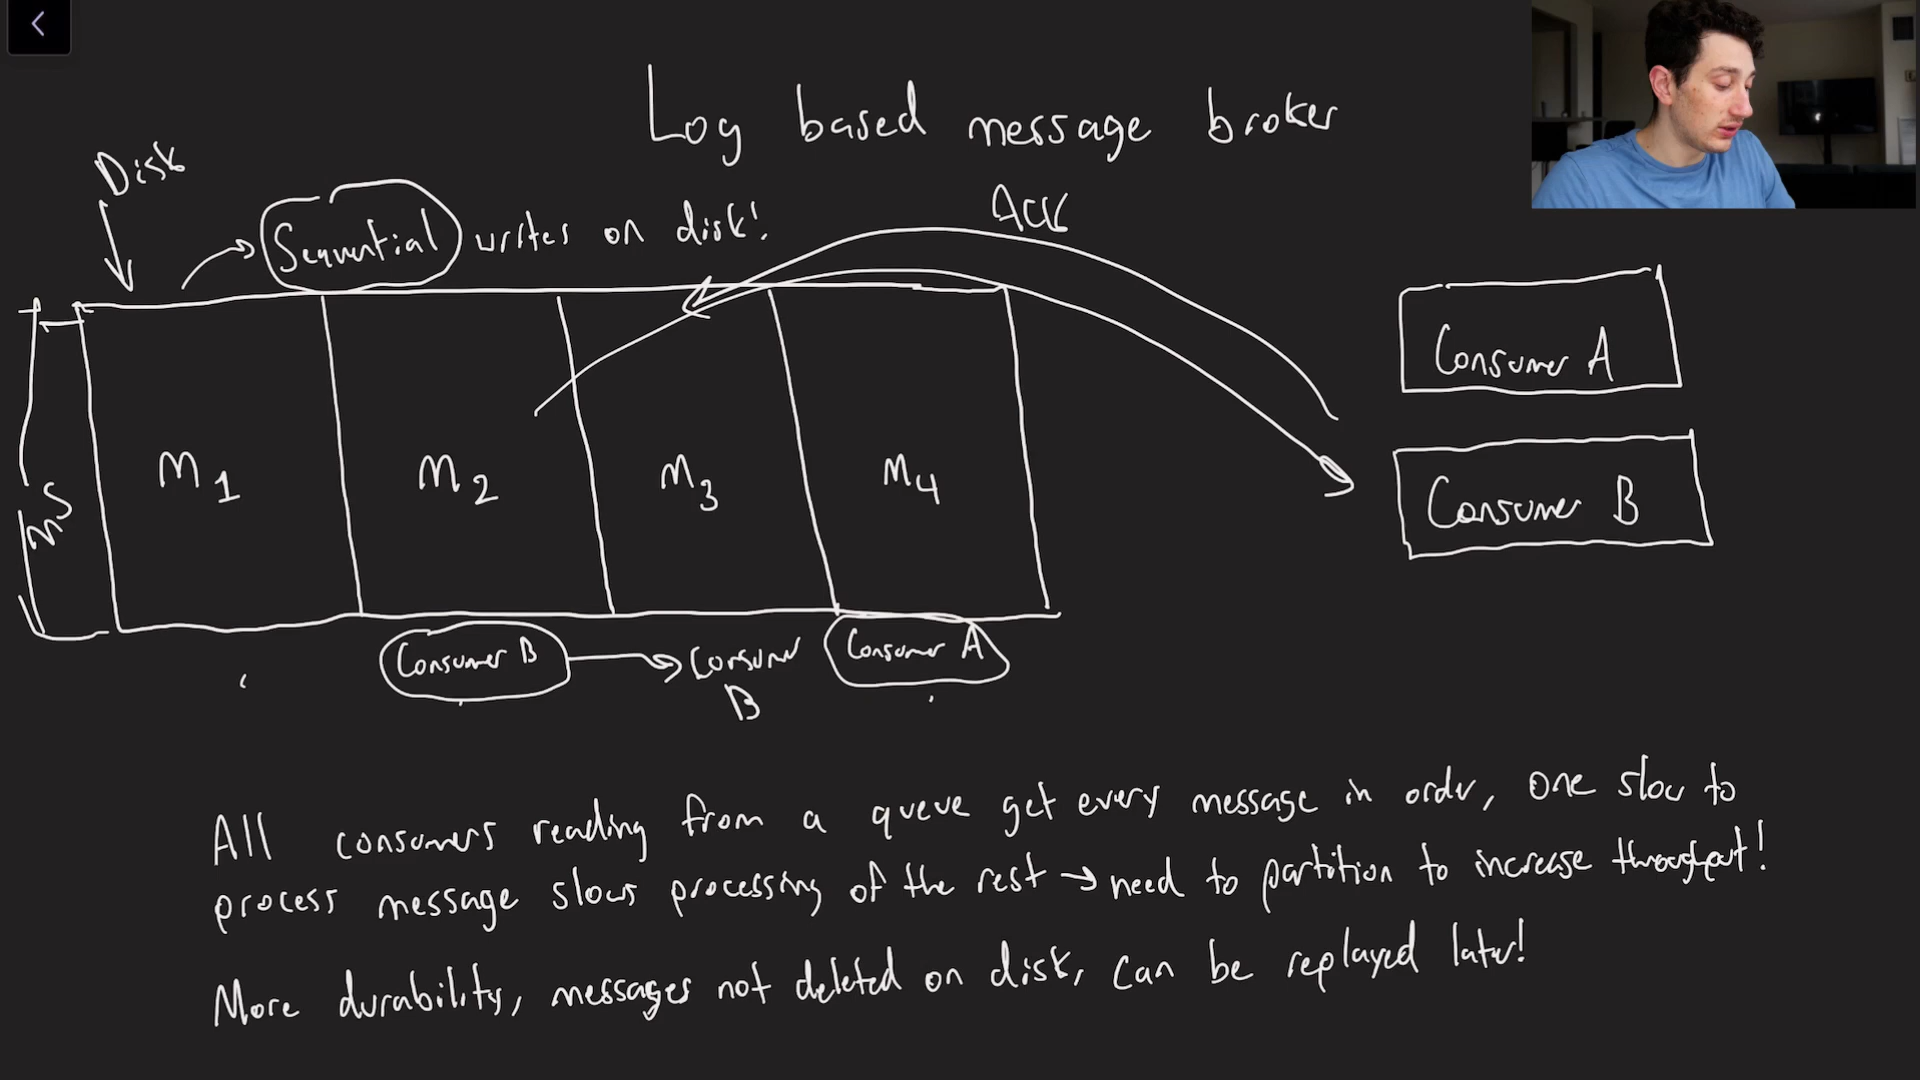 Log based message broker
Disk
Sequential writes on disk!
ACK
Consumer A
M5
M1
M2
M3
M4
Consumer B
Consumer B
Consumer B
Consumer A
All consumers reading from a queue get every message in order, one slow to
process message slows processing of the rest → need to partition to increase throughput!
More durability, messages not deleted on disk, can be replayed later!